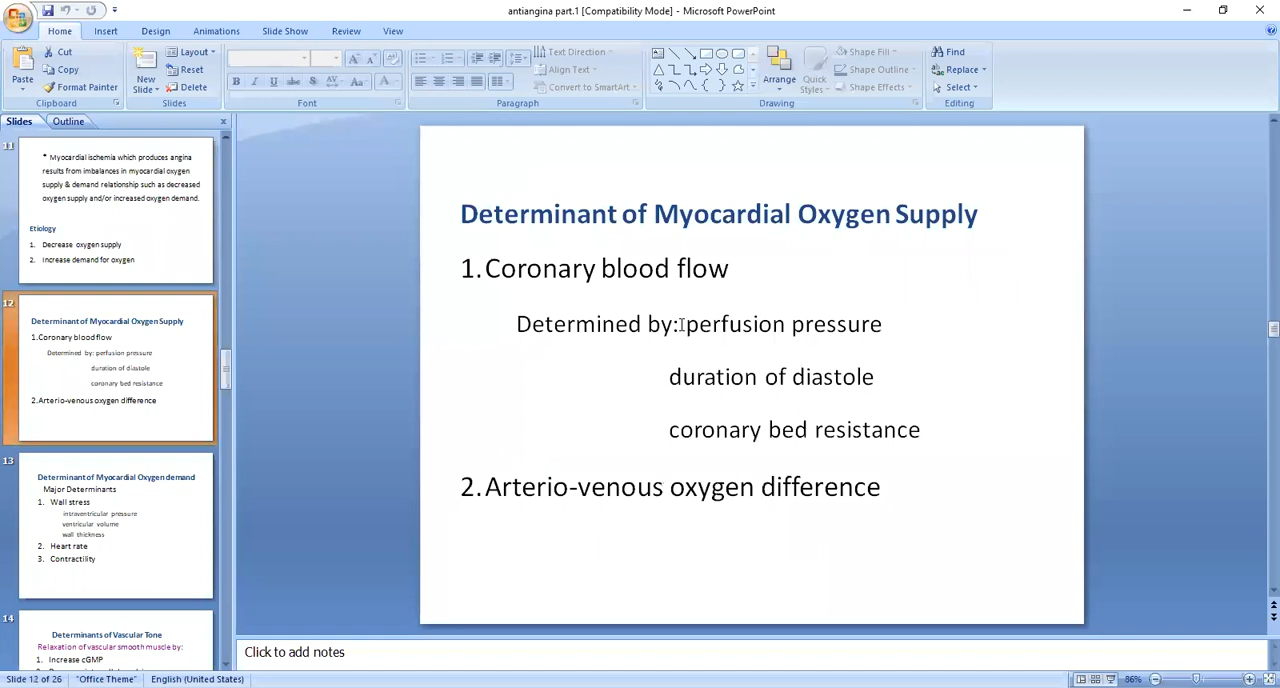 antiangina part.1 [Compatibility Mode] - Microsoft PowerPoint
Home Insert Design Animations Slide Show Review View
Paste
Cut
Copy
Format Painter
Clipboard
New Slide
Layout
Reset
Delete
Slides
Font
Text Direction
Align Text
Convert to SmartArt
Paragraph
Arrange
Quick Styles
Shape Fill
Shape Outline
Shape Effects
Drawing
Find
Replace
Select
Editing
Slides Outline
11
* Myocardial ischemia which produces angina
results from imbalances in myocardial oxygen
supply & demand relationship such as decreased
oxygen supply and/or increased oxygen demand.
Etiology
1. Decrease oxygen supply
2. Increase demand for oxygen
12
Determinant of Myocardial Oxygen Supply
1.Coronary blood flow
Determined by: perfusion pressure
duration of diastole
coronary bed resistance
2.Arterio-venous oxygen difference
13
Determinant of Myocardial Oxygen demand
Major Determinants
1. Wall stress
intraventricular pressure
ventricular volume
wall thickness
2. Heart rate
3. Contractility
14
Determinants of Vascular Tone
Relaxation of vascular smooth muscle by:
1. Increase cGMP
Determinant of Myocardial Oxygen Supply
1.Coronary blood flow
Determined by: perfusion pressure
duration of diastole
coronary bed resistance
2.Arterio-venous oxygen difference
Click to add notes
Slide 12 of 26 "Office Theme" English (United States) 86%